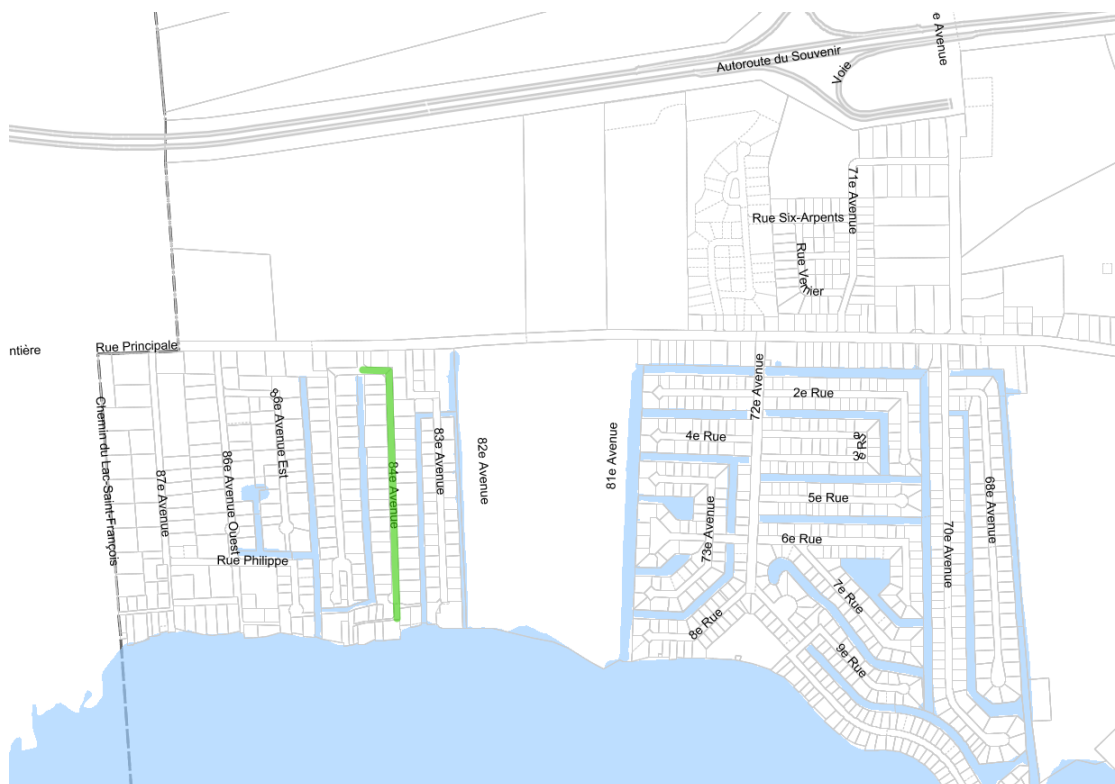 e Avenue
Autoroute du Souvenir
Voie
71e Avenue
Rue Six-Arpents
Rue Vernier
ntière
Rue Principale
72e Avenue
2e Rue
86e Avenue Est
4e Rue
3e Rue
Chemin du Lac-Saint-François
87e Avenue
86e Avenue Ouest
84e Avenue
83e Avenue
82e Avenue
81e Avenue
5e Rue
68e Avenue
73e Avenue
6e Rue
70e Avenue
Rue Philippe
7e Rue
8e Rue
9e Rue